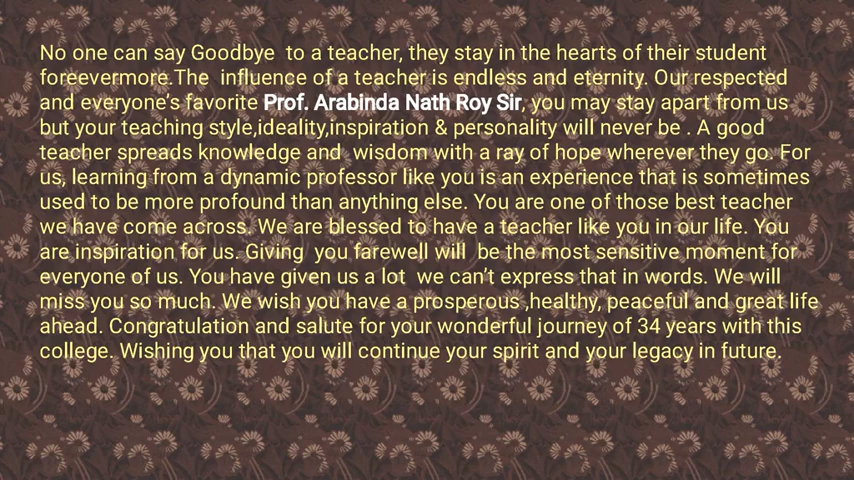 No one can say Goodbye  to a teacher, they stay in the hearts of their student
foreevermore.The  influence of a teacher is endless and eternity. Our respected
and everyone's favorite Prof. Arabinda Nath Roy Sir, you may stay apart from us
but your teaching style,ideality,inspiration & personality will never be . A good
teacher spreads knowledge and  wisdom with a ray of hope wherever they go. For
us, learning from a dynamic professor like you is an experience that is sometimes
used to be more profound than anything else. You are one of those best teacher
we have come across. We are blessed to have a teacher like you in our life. You
are inspiration for us. Giving  you farewell will  be the most sensitive moment for
everyone of us. You have given us a lot  we can't express that in words. We will
miss you so much. We wish you have a prosperous ,healthy, peaceful and great life
ahead. Congratulation and salute for your wonderful journey of 34 years with this
college. Wishing you that you will continue your spirit and your legacy in future.